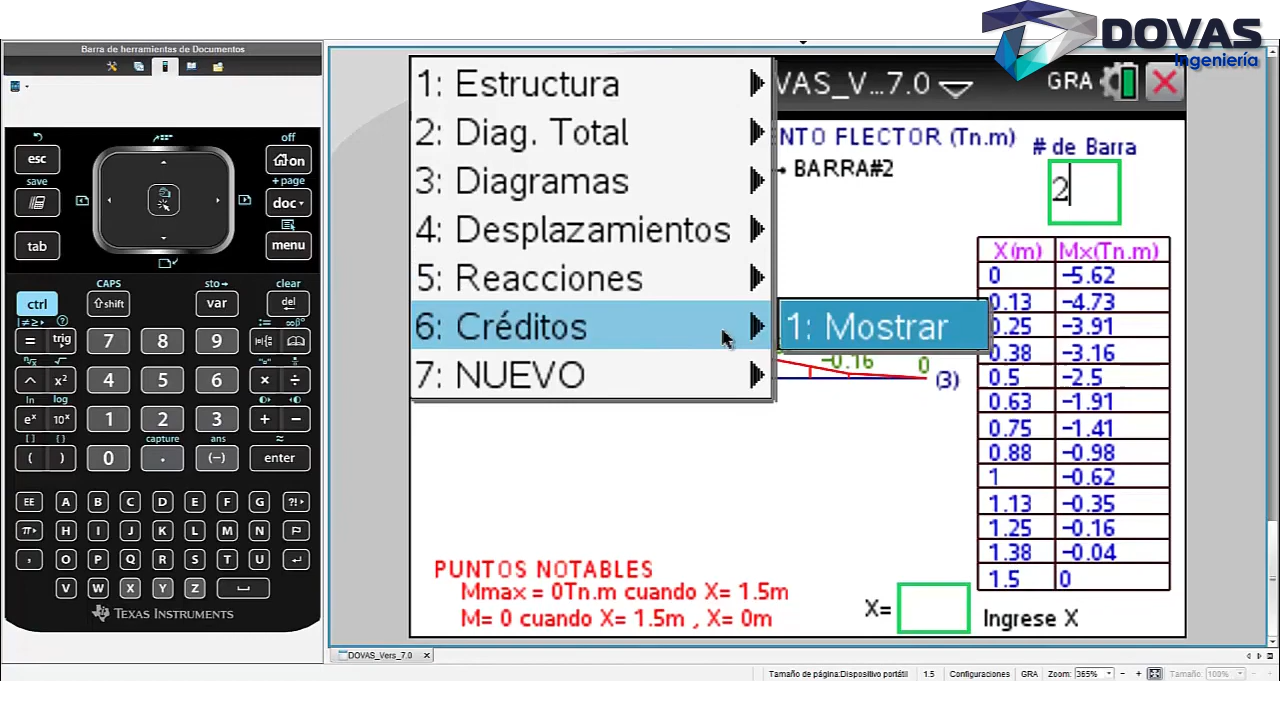 DOVAS
ingeniería
Barra de herramientas de Documentos
1: Estructura
2: Diag. Total
3: Diagramas
4: Desplazamientos
5: Reacciones
6: Créditos
7: NUEVO
1: Mostrar
VAS_V...7.0
GRA
NTO FLECTOR (Tn.m)
BARRA#2
# de Barra
2
X(m) Mx(Tn.m)
0 -5.62
0.13 -4.73
0.25 -3.91
0.38 -3.16
0.5 -2.5
0.63 -1.91
0.75 -1.41
0.88 -0.98
1 -0.62
1.13 -0.35
1.25 -0.16
1.38 -0.04
1.5 0
-0.16
0
(3)
PUNTOS NOTABLES
Mmax = 0Tn.m cuando X= 1.5m
M= 0 cuando X= 1.5m , X= 0m
X=
Ingrese X
esc
save
tab
off
on
+ page
doc
menu
CAPS
sto→
clear
ctrl
shift
var
del
= trig 7 8 9
^ x² 4 5 6 × ÷
ln log
eˣ 10ˣ 1 2 3 + −
[ ] { } capture ans ≈
( ) 0 . (−) enter
EE A B C D E F G ?!
π H I J K L M N
, O P Q R S T U
V W X Y Z
TEXAS INSTRUMENTS
DOVAS_Vers_7.0
Tamaño de página:Dispositivo portátil 1.5 Configuraciones GRA Zoom: 365% − + Tamaño: 100% − +